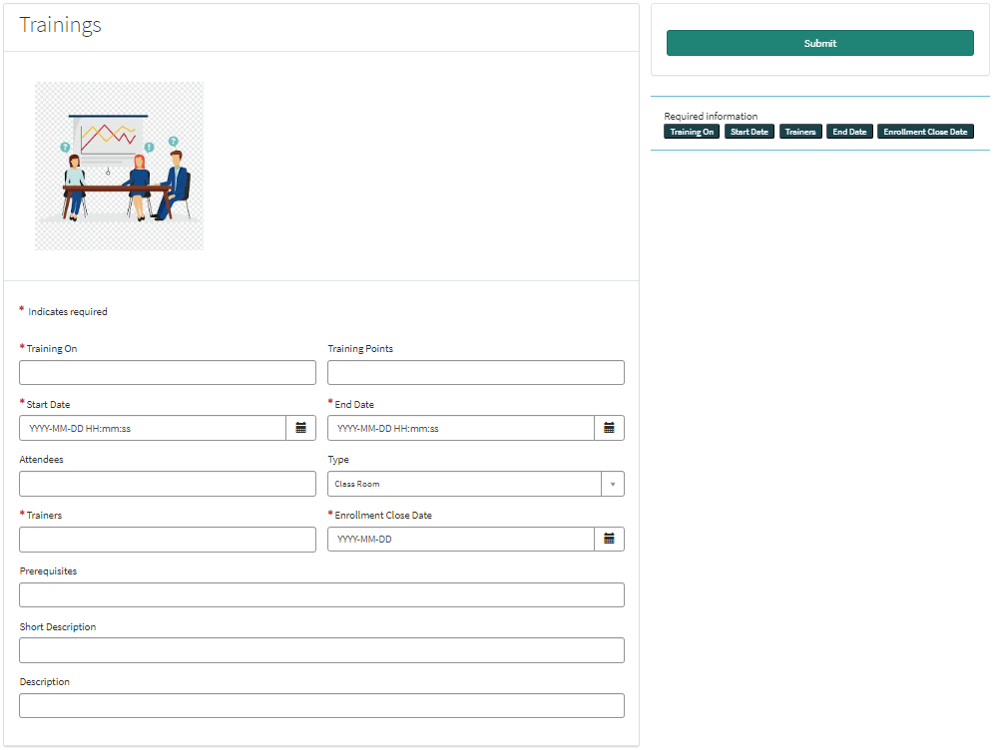 Trainings
Submit
Required information
Training On Start Date Trainers End Date Enrollment Close Date
? ! ?
* Indicates required
* Training On
Training Points
* Start Date
* End Date
YYYY-MM-DD HH:mm:ss
YYYY-MM-DD HH:mm:ss
Attendees
Type
Class Room
* Trainers
* Enrollment Close Date
YYYY-MM-DD
Prerequisites
Short Description
Description